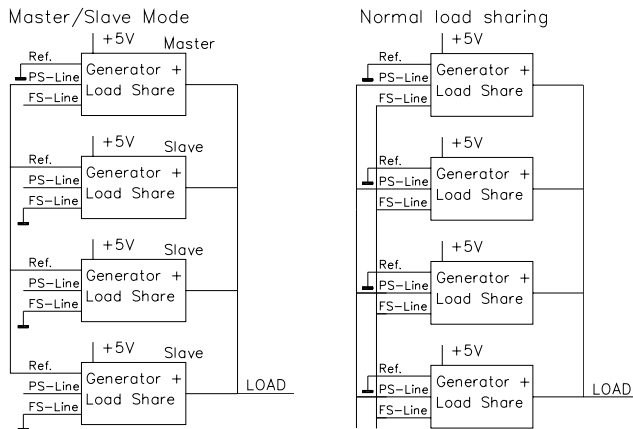 Master/Slave Mode
+5V
Master
Ref.
PS-Line
FS-Line
Generator +
Load Share
+5V
Slave
Ref.
PS-Line
FS-Line
Generator +
Load Share
+5V
Slave
Ref.
PS-Line
FS-Line
Generator +
Load Share
+5V
Slave
Ref.
PS-Line
FS-Line
Generator +
Load Share
LOAD
Normal load sharing
+5V
Ref.
PS-Line
FS-Line
Generator +
Load Share
+5V
Ref.
PS-Line
FS-Line
Generator +
Load Share
+5V
Ref.
PS-Line
FS-Line
Generator +
Load Share
+5V
Ref.
PS-Line
FS-Line
Generator +
Load Share
LOAD